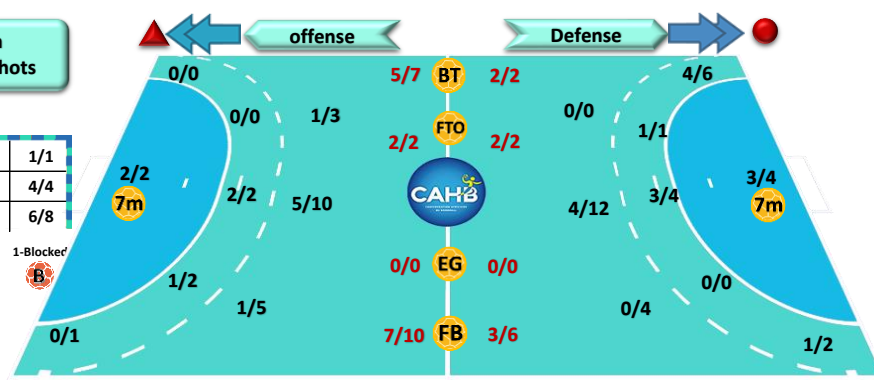 offense Defense
hots
0/0 5/7 BT 2/2 4/6
0/0 1/3 FTO 0/0 1/1
2/2 2/2
1/1
4/4
6/8
2/2 7m 2/2 5/10 CAHB 4/12 3/4 3/4 7m
1-Blocked
B
1/2 0/0 EG 0/0 0/0
1/5 0/4
0/1 7/10 FB 3/6 1/2